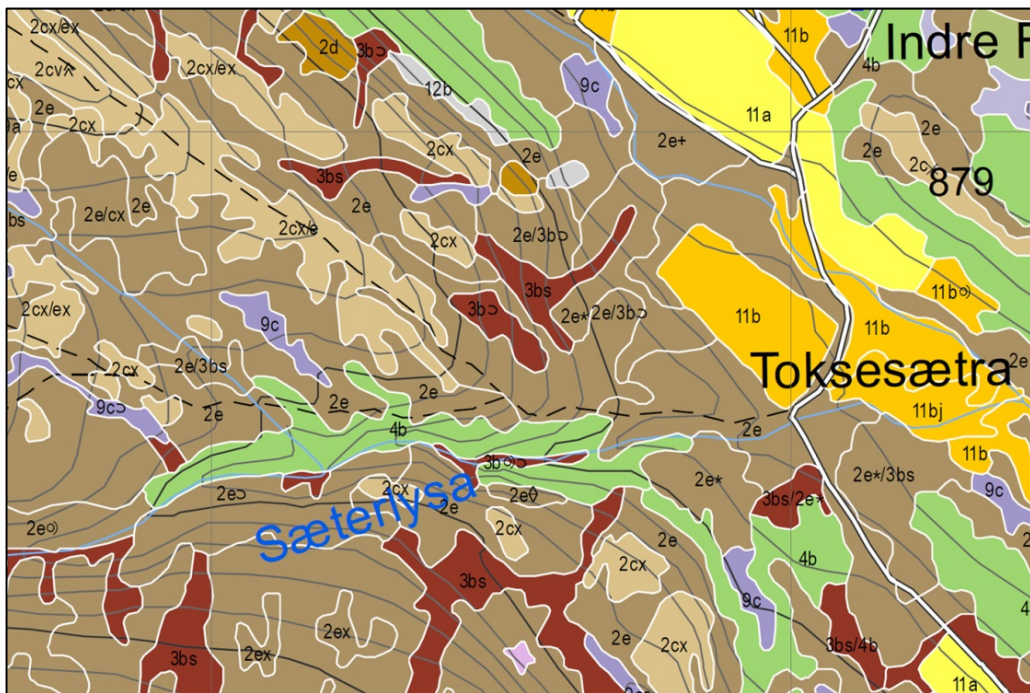 2cx/ex
2d
3bↄ
11b
4b
Indre F
2cv
2cx/ex
12b
9c
cx
2e
2cx
11a
2e+
2e
2cx
2e
2e
2c
3bs
879
2e/cx
2e
2e
2cx/e
2cx
2e/3bↄ
bs
3bs
11b
2cx/ex
9c
3bↄ
2e*
2e/3bↄ
11b
11b
2e/3bs
2cx
2e
Toksesætra
9cↄ
2e
2e
2e
11bj
4b
2e
11b
3b
2e*
2e*/3bs
2eↄ
2cx
2e
2e
3bs/2e*
9c
Sæterlysa
2e
2cx
2e
4b
2cx
3bs
9c
2ex
2e
3bs
2ex
2cx
3bs/4b
11a